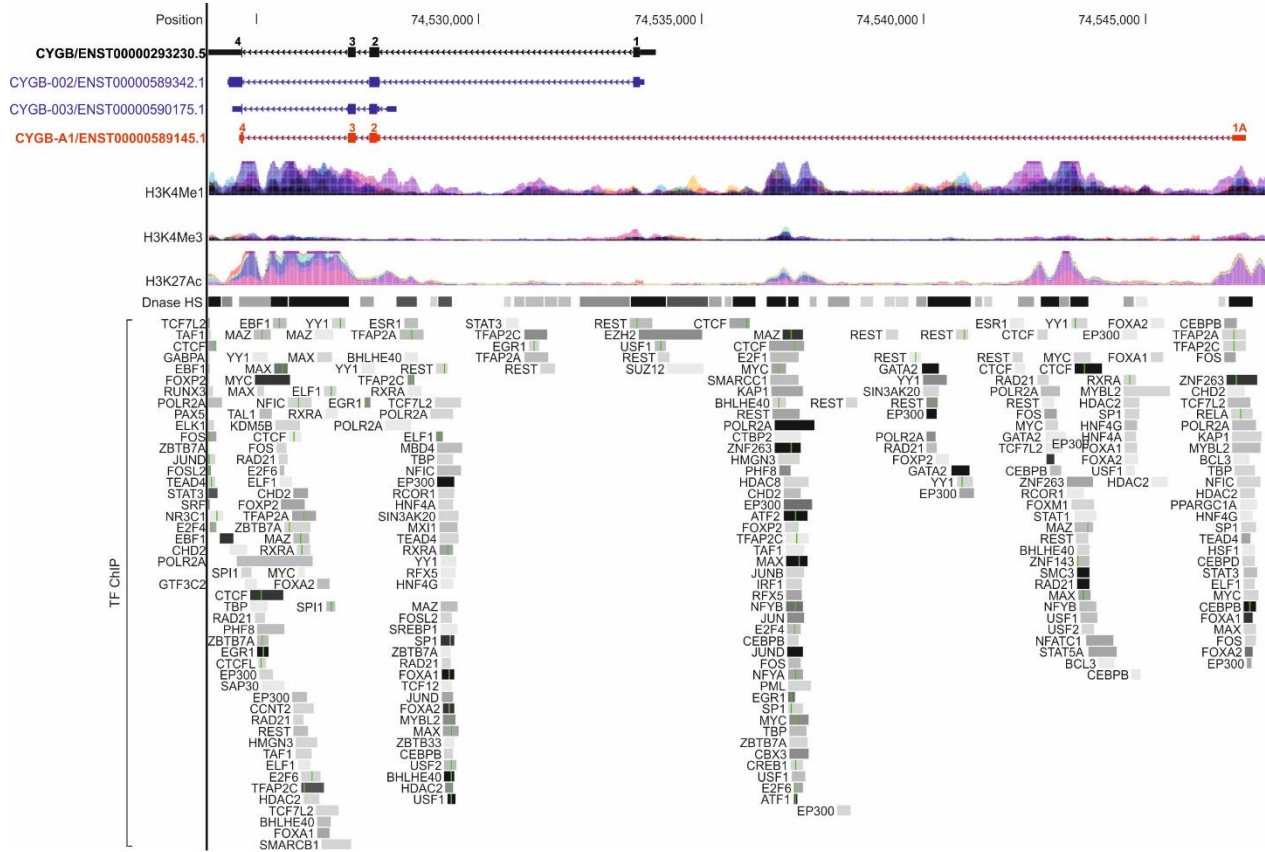 Position 74,530,000 74,535,000 74,540,000 74,545,000
4 3 2 1
CYGB/ENST00000293230.5
CYGB-002/ENST00000589342.1
CYGB-003/ENST00000590175.1
CYGB-A1/ENST00000589145.1 4 3 2 1A
H3K4Me1
H3K4Me3
H3K27Ac
Dnase HS
TF ChIP
TCF7L2 EBF1 YY1 ESR1 STAT3 REST CTCF ESR1 YY1 FOXA2 CEBPB
TAF1 MAZ MAZ TFAP2A TFAP2C EZH2 MAZ REST REST CTCF EP300 TFAP2A
CTCF EGR1 USF1 CTCF TFAP2C
GABPA YY1 MAX BHLHE40 TFAP2A REST E2F1 REST REST MYC FOXA1 FOS
EBF1 MAX YY1 REST REST SUZ12 MYC GATA2 CTCF CTCF
FOXP2 MYC TFAP2C SMARCC1 YY1 RAD21 RXRA ZNF263
RUNX3 MAX ELF1 RXRA KAP1 SIN3AK20 POLR2A MYBL2 CHD2
POLR2A NFIC EGR1 TCF7L2 BHLHE40 REST REST REST HDAC2 TCF7L2
PAX5 TAL1 RXRA POLR2A REST EP300 FOS SP1 RELA
ELK1 KDM5B POLR2A POLR2A MYC HNF4G POLR2A
FOS CTCF ELF1 CTBP2 POLR2A GATA2 HNF4A KAP1
ZBTB7A FOS MBD4 ZNF263 RAD21 TCF7L2 EP300 FOXA1 MYBL2
JUND RAD21 TBP HMGN3 FOXP2 FOXA2 BCL3
FOSL2 E2F6 NFIC PHF8 GATA2 CEBPB USF1 TBP
TEAD4 ELF1 EP300 HDAC8 YY1 ZNF263 HDAC2 NFIC
STAT3 CHD2 RCOR1 CHD2 EP300 RCOR1 HDAC2
SRF FOXP2 HNF4A EP300 FOXM1 PPARGC1A
NR3C1 TFAP2A SIN3AK20 ATF2 STAT1 HNF4G
E2F4 ZBTB7A MXI1 FOXP2 MAZ SP1
EBF1 MAZ TEAD4 TFAP2C REST TEAD4
CHD2 RXRA RXRA TAF1 BHLHE40 HSF1
POLR2A YY1 MAX ZNF143 CEBPD
SPI1 MYC RFX5 JUNB SMC3 STAT3
GTF3C2 FOXA2 HNF4G IRF1 RAD21 ELF1
CTCF RFX5 MAX MYC
TBP SPI1 MAZ NFYB NFYB CEBPB
RAD21 FOSL2 JUN USF1 FOXA1
PHF8 SREBP1 E2F4 USF2 MAX
ZBTB7A SP1 CEBPB NFATC1 FOS
EGR1 ZBTB7A JUND STAT5A FOXA2
CTCFL RAD21 FOS BCL3 EP300
EP300 FOXA1 NFYA CEBPB
SAP30 TCF12 PML
EP300 JUND EGR1
CCNT2 FOXA2 SP1
RAD21 MYBL2 MYC
REST MAX TBP
HMGN3 ZBTB33 ZBTB7A
TAF1 CEBPB CBX3
ELF1 USF2 CREB1
E2F6 BHLHE40 USF1
TFAP2C HDAC2 E2F6
HDAC2 USF1 ATF1
TCF7L2 EP300
BHLHE40
FOXA1
SMARCB1